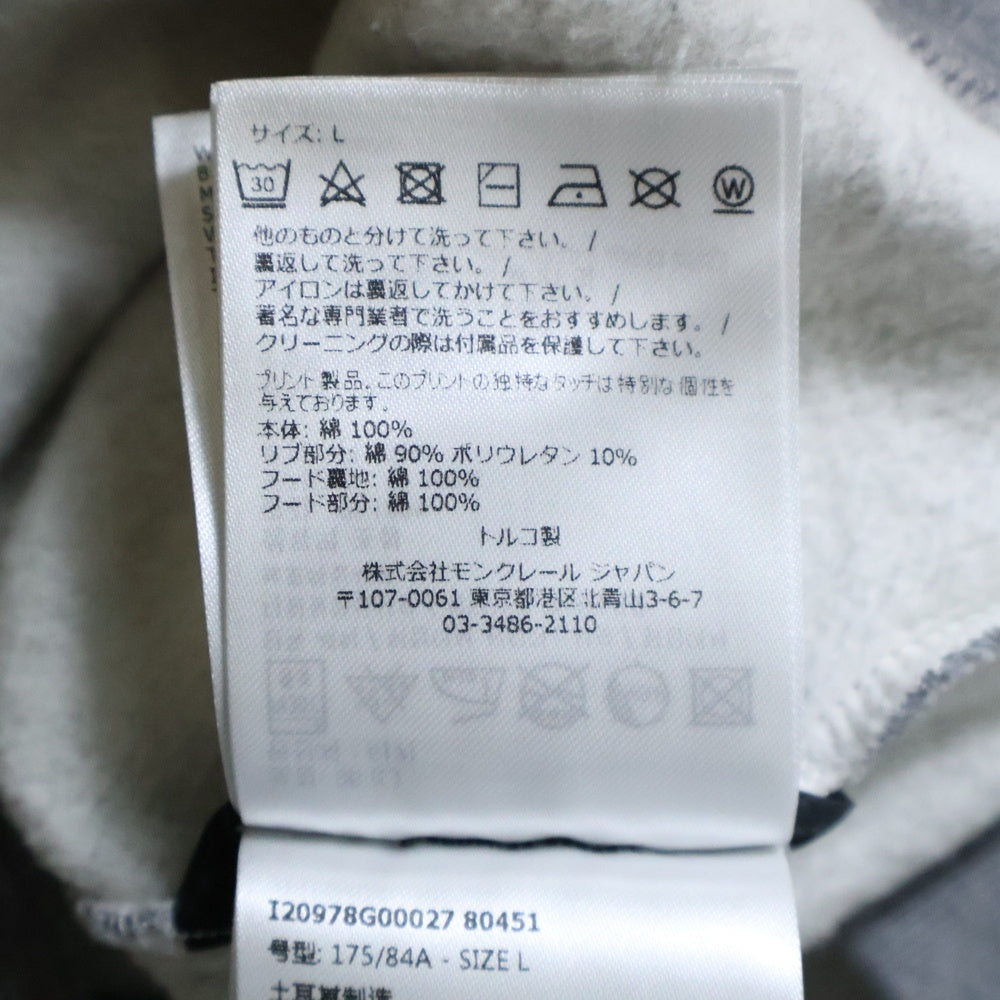 サイズ: L
30
W
他のものと分けて洗って下さい。 /
裏返して洗って下さい。 /
アイロンは裏返してかけて下さい。 /
著名な専門業者で洗うことをおすすめします。 /
クリーニングの際は付属品を保護して下さい。
プリント製品。このプリントの独特なタッチは特別な個性を
与えております。
本体: 綿 100%
リブ部分: 綿 90% ポリウレタン 10%
フード裏地: 綿 100%
フード部分: 綿 100%
トルコ製
株式会社モンクレール ジャパン
〒107-0061 東京都港区北青山3-6-7
03-3486-2110
I20978G00027 80451
号型: 175/84A - SIZE L
土耳其制造